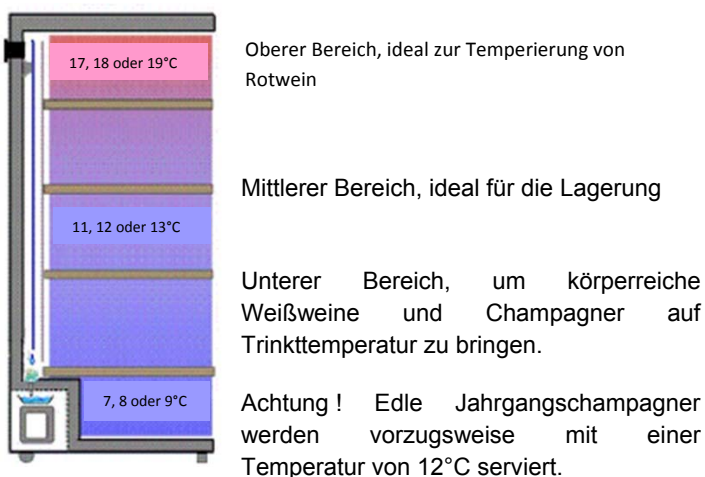 17, 18 oder 19°C
Oberer Bereich, ideal zur Temperierung von
Rotwein
Mittlerer Bereich, ideal für die Lagerung
11, 12 oder 13°C
Unterer Bereich, um körperreiche
Weißweine und Champagner auf
Trinkttemperatur zu bringen.
7, 8 oder 9°C
Achtung ! Edle Jahrgangschampagner
werden vorzugsweise mit einer
Temperatur von 12°C serviert.